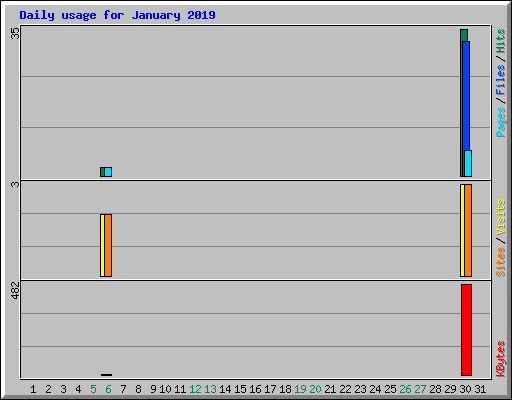 Daily usage for January 2019
35
3
482
Pages / Files / Hits
Sites / Visits
KBytes
1 2 3 4 5 6 7 8 9 10 11 12 13 14 15 16 17 18 19 20 21 22 23 24 25 26 27 28 29 30 31